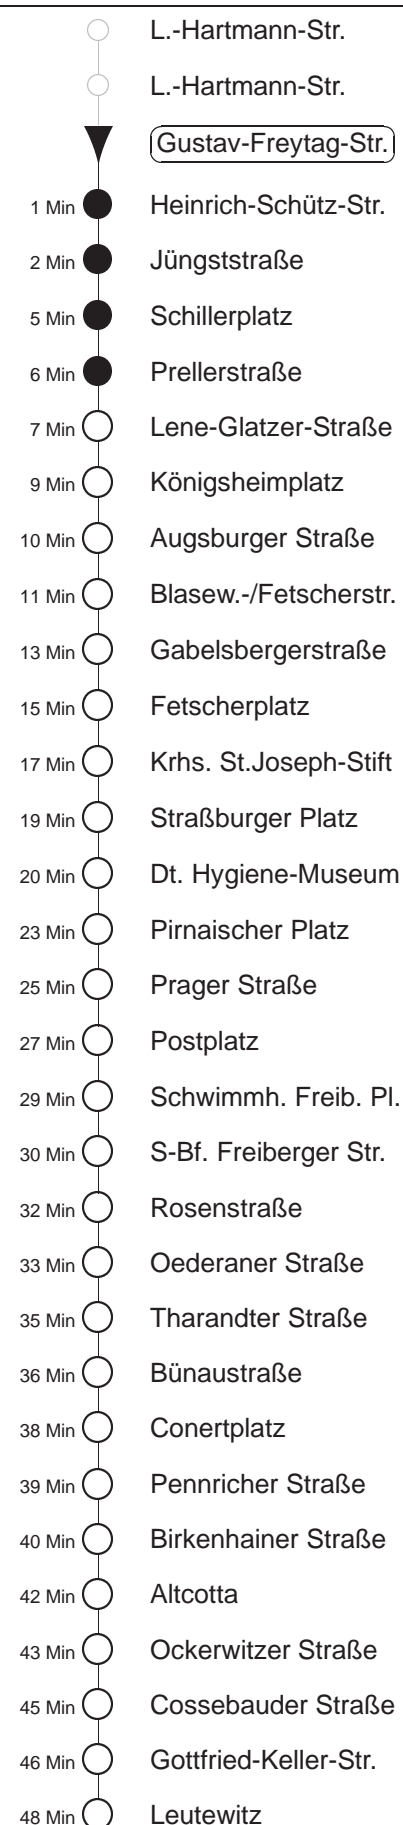 L.-Hartmann-Str.
L.-Hartmann-Str.
Gustav-Freytag-Str.
1 Min Heinrich-Schütz-Str.
2 Min Jüngststraße
5 Min Schillerplatz
6 Min Prellerstraße
7 Min Lene-Glatzer-Straße
9 Min Königsheimplatz
10 Min Augsburger Straße
11 Min Blasew.-/Fetscherstr.
13 Min Gabelsbergerstraße
15 Min Fetscherplatz
17 Min Krhs. St.Joseph-Stift
19 Min Straßburger Platz
20 Min Dt. Hygiene-Museum
23 Min Pirnaischer Platz
25 Min Prager Straße
27 Min Postplatz
29 Min Schwimmh. Freib. Pl.
30 Min S-Bf. Freiberger Str.
32 Min Rosenstraße
33 Min Oederaner Straße
35 Min Tharandter Straße
36 Min Bünaustraße
38 Min Conertplatz
39 Min Pennricher Straße
40 Min Birkenhainer Straße
42 Min Altcotta
43 Min Ockerwitzer Straße
45 Min Cossebauder Straße
46 Min Gottfried-Keller-Str.
48 Min Leutewitz